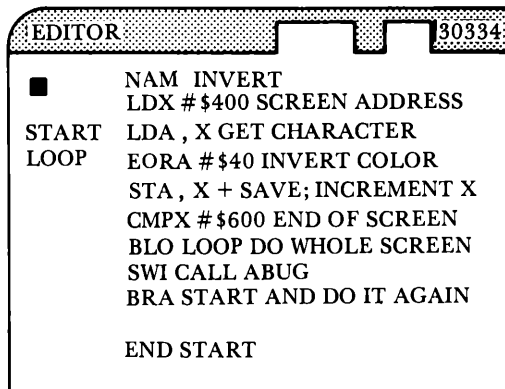 EDITOR 30334
NAM INVERT
LDX #$400 SCREEN ADDRESS
START LDA , X GET CHARACTER
LOOP EORA #$40 INVERT COLOR
STA , X + SAVE; INCREMENT X
CMPX #$600 END OF SCREEN
BLO LOOP DO WHOLE SCREEN
SWI CALL ABUG
BRA START AND DO IT AGAIN
END START